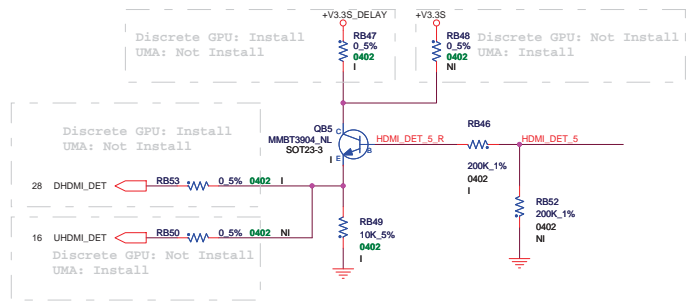 +V3.3S_DELAY
+V3.3S
Discrete GPU: Install
UMA: Not Install
RB47
0_5%
0402
I
RB48
0_5%
0402
NI
Discrete GPU: Not Install
UMA: Install
Discrete GPU: Install
UMA: Not Install
QB5
MMBT3904_NL
SOT23-3
I
C
B
E
HDMI_DET_5_R
RB46
200K_1%
0402
I
HDMI_DET_5
28 DHDMI_DET RB53 0_5% 0402 I
RB52
200K_1%
0402
NI
RB49
10K_5%
0402
I
16 UHDMI_DET RB50 0_5% 0402 NI
Discrete GPU: Not Install
UMA: Install